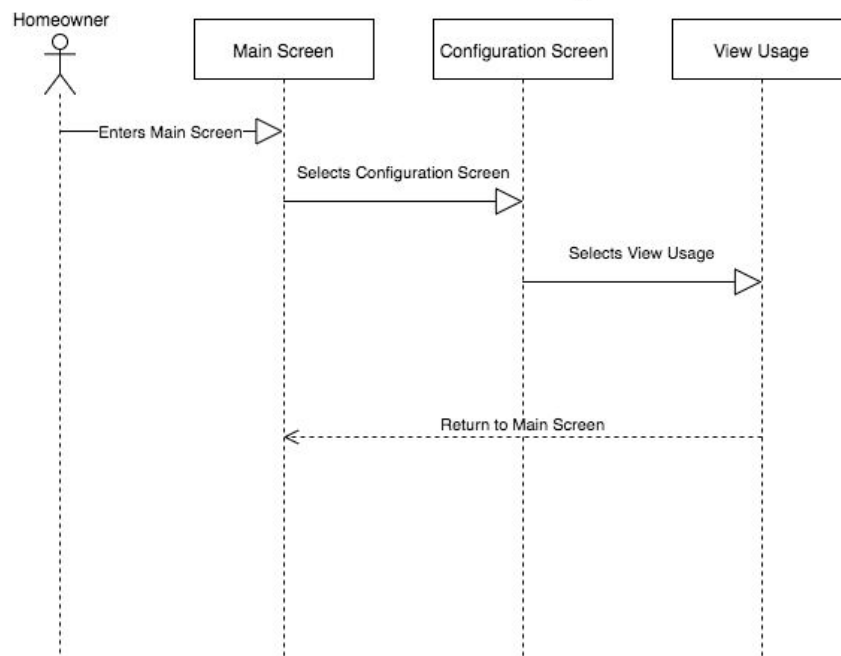 Homeowner
Main Screen
Configuration Screen
View Usage
Enters Main Screen
Selects Configuration Screen
Selects View Usage
Return to Main Screen